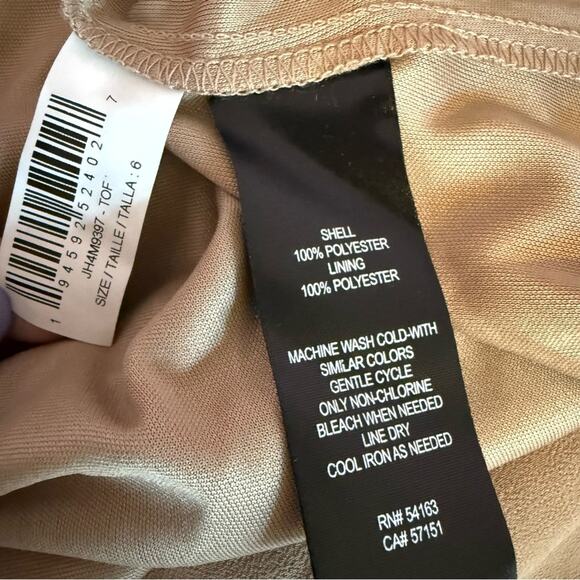 1 94592 52402 7
JH4M9397 - TOF
SIZE / TAILLE / TALLA : 6
SHELL
100% POLYESTER
LINING
100% POLYESTER
MACHINE WASH COLD-WITH
SIMILAR COLORS
GENTLE CYCLE
ONLY NON-CHLORINE
BLEACH WHEN NEEDED
LINE DRY
COOL IRON AS NEEDED
RN# 54163
CA# 57151